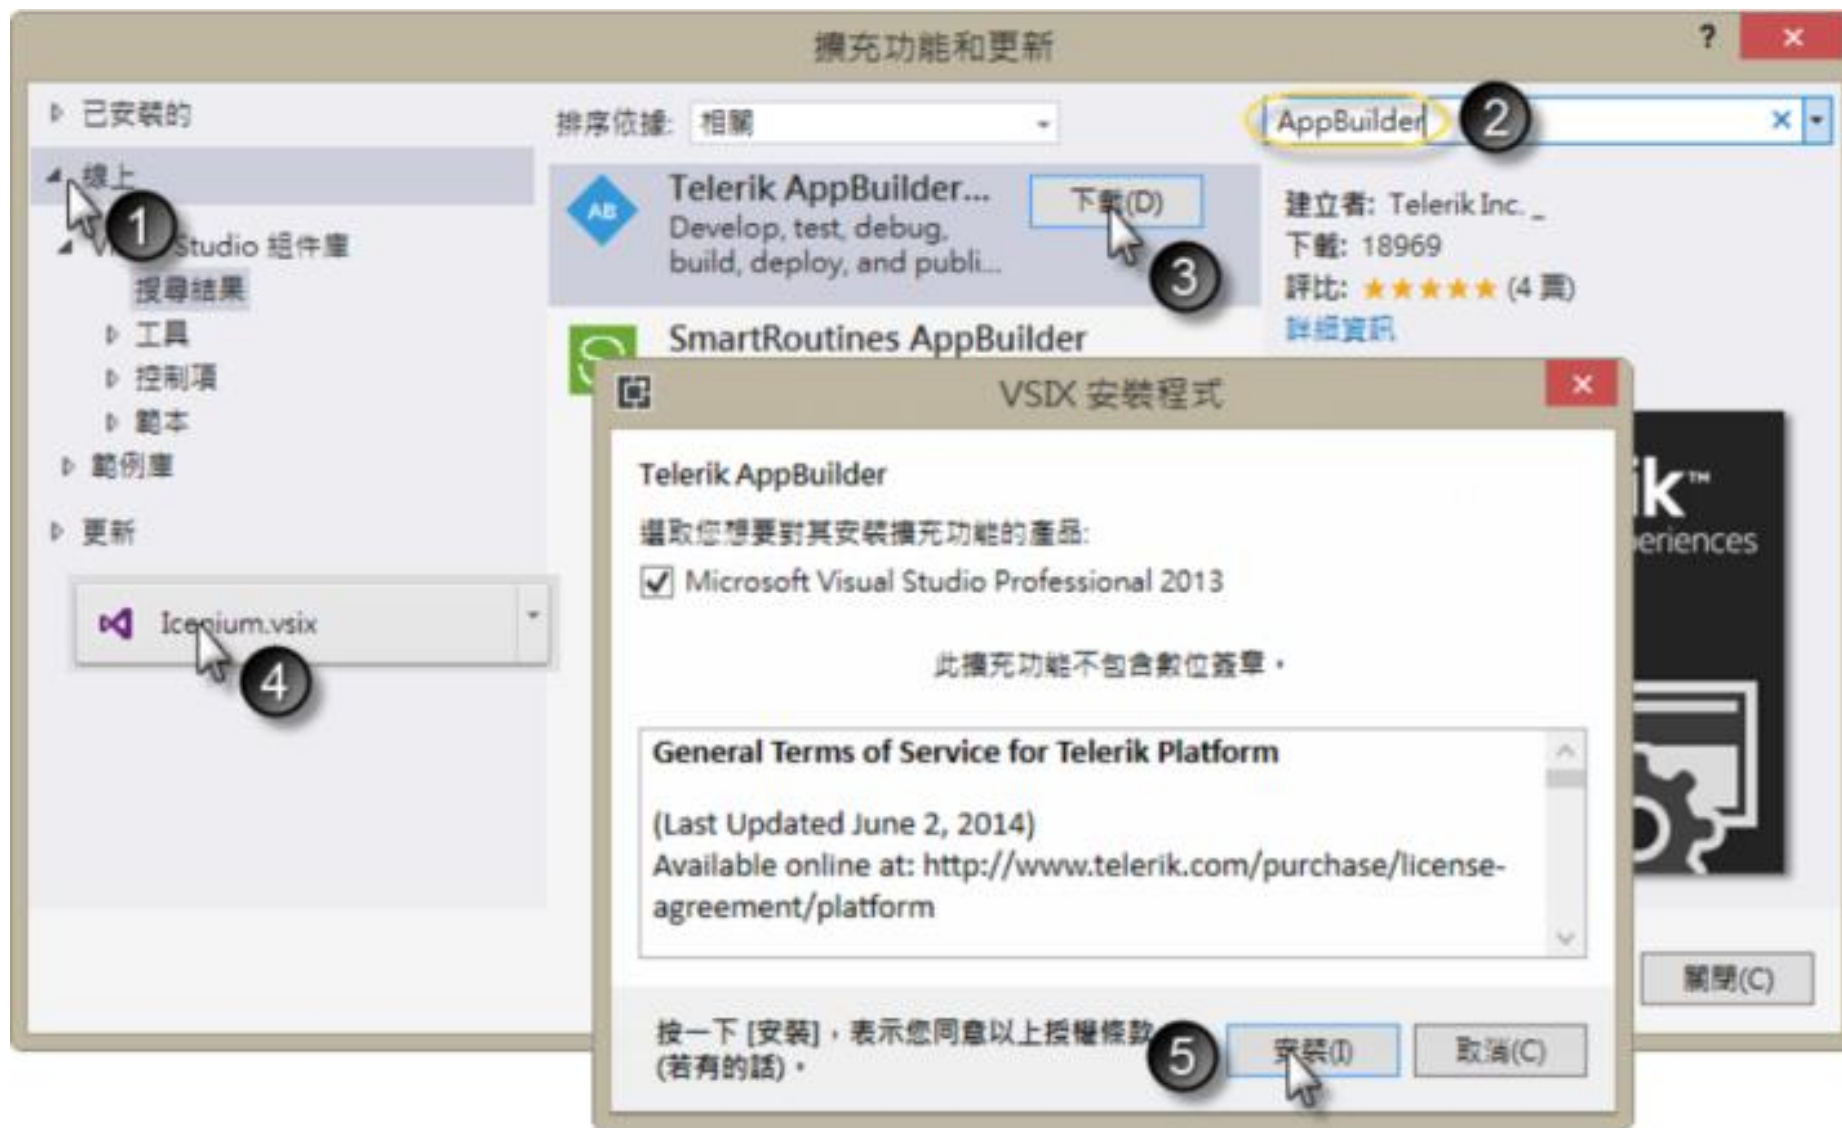 擴充功能和更新
?
已安裝的
排序依據: 相關
AppBuilder
2
線上
1
Studio 組件庫
搜尋結果
工具
控制項
範本
範例庫
更新
Iconium.vsix
4
AB
Telerik AppBuilder...
Develop, test, debug,
build, deploy, and publi...
下載(D)
3
SmartRoutines AppBuilder
建立者: Telerik Inc. _
下載: 18969
評比: ★★★★★ (4 票)
詳細資訊
ik™
eriences
VSIX 安裝程式
Telerik AppBuilder
選取您想要對其安裝擴充功能的產品:
Microsoft Visual Studio Professional 2013
此擴充功能不包含數位簽章。
General Terms of Service for Telerik Platform
(Last Updated June 2, 2014)
Available online at: http://www.telerik.com/purchase/license-
agreement/platform
按一下 [安裝]，表示您同意以上授權條款
(若有的話)。
5
安裝(I)
取消(C)
關閉(C)